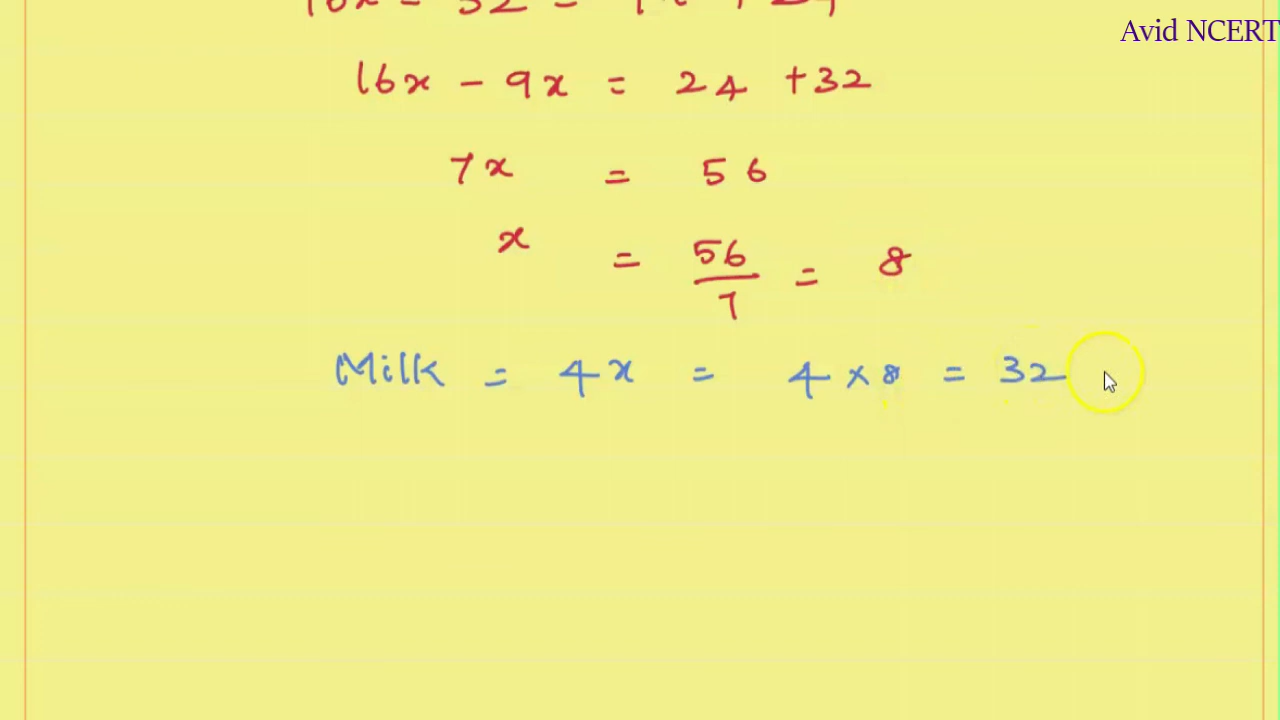 Avid NCERT
16x - 9x = 24 + 32
7x = 56
x = 56/7 = 8
Milk = 4x = 4 × 8 = 32